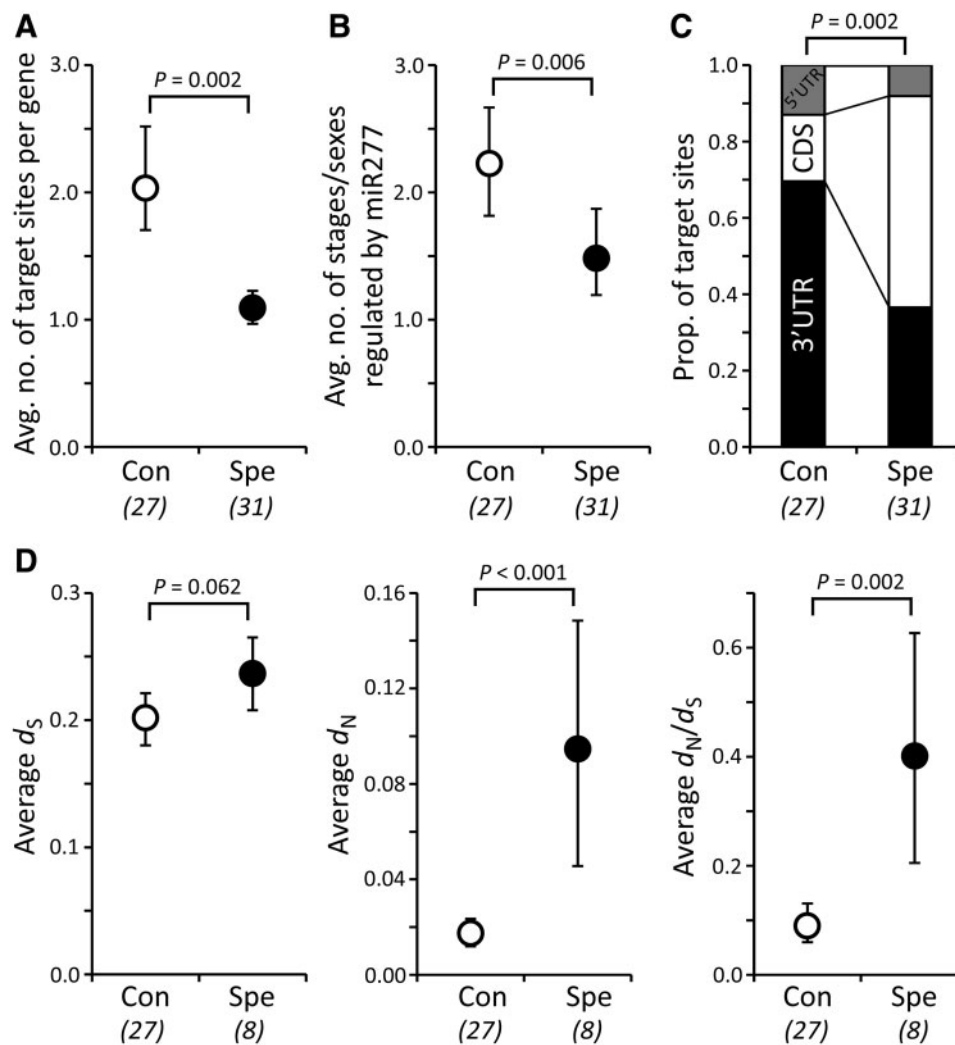 A
Avg. no. of target sites per gene
3.0
2.0
1.0
0.0
P = 0.002
Con
Spe
(27)
(31)
B
Avg. no. of stages/sexes
regulated by miR277
3.0
2.0
1.0
0.0
P = 0.006
Con
Spe
(27)
(31)
C
Prop. of target sites
1.0
0.8
0.6
0.4
0.2
0.0
P = 0.002
5'UTR
CDS
3'UTR
Con
Spe
(27)
(31)
D
Average dS
0.3
0.2
0.1
0.0
P = 0.062
Con
Spe
(27)
(8)
Average dN
0.16
0.12
0.08
0.04
0.00
P < 0.001
Con
Spe
(27)
(8)
Average dN/dS
0.6
0.4
0.2
0.0
P = 0.002
Con
Spe
(27)
(8)